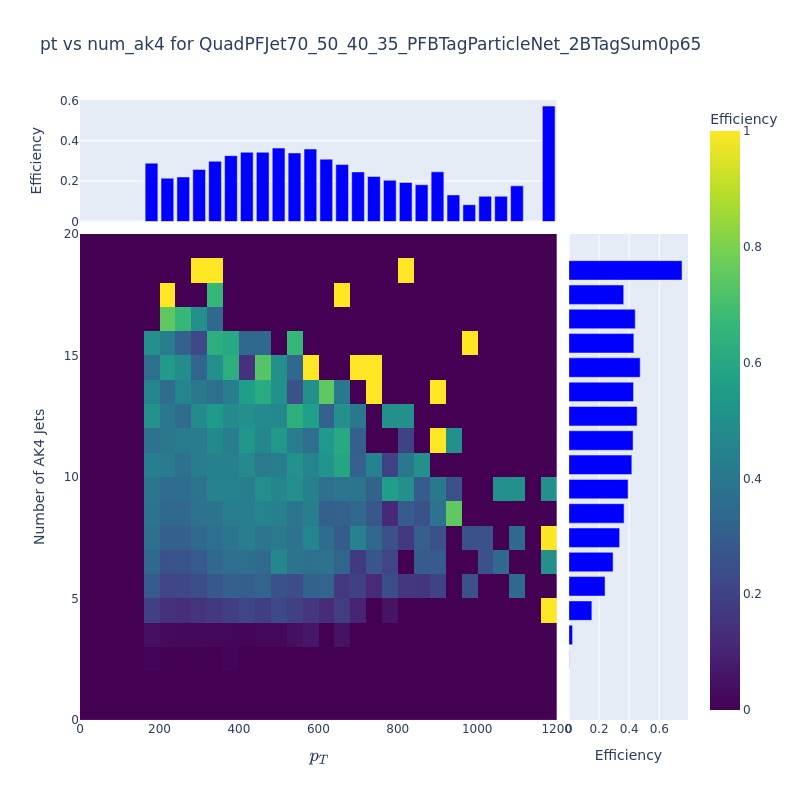 pt vs num_ak4 for QuadPFJet70_50_40_35_PFBTagParticleNet_2BTagSum0p65
Efficiency
0.6
0.4
0.2
0
Efficiency
1
0.8
0.6
0.4
0.2
0
Number of AK4 Jets
20
15
10
5
0
0 200 400 600 800 1000 1200
p_T
0 0.2 0.4 0.6
Efficiency